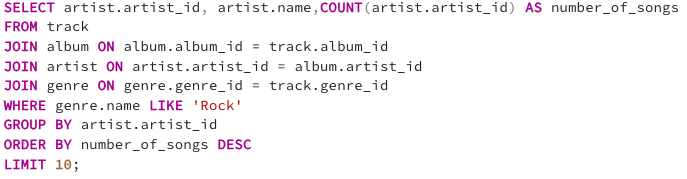 SELECT artist.artist_id, artist.name,COUNT(artist.artist_id) AS number_of_songs
FROM track
JOIN album ON album.album_id = track.album_id
JOIN artist ON artist.artist_id = album.artist_id
JOIN genre ON genre.genre_id = track.genre_id
WHERE genre.name LIKE 'Rock'
GROUP BY artist.artist_id
ORDER BY number_of_songs DESC
LIMIT 10;